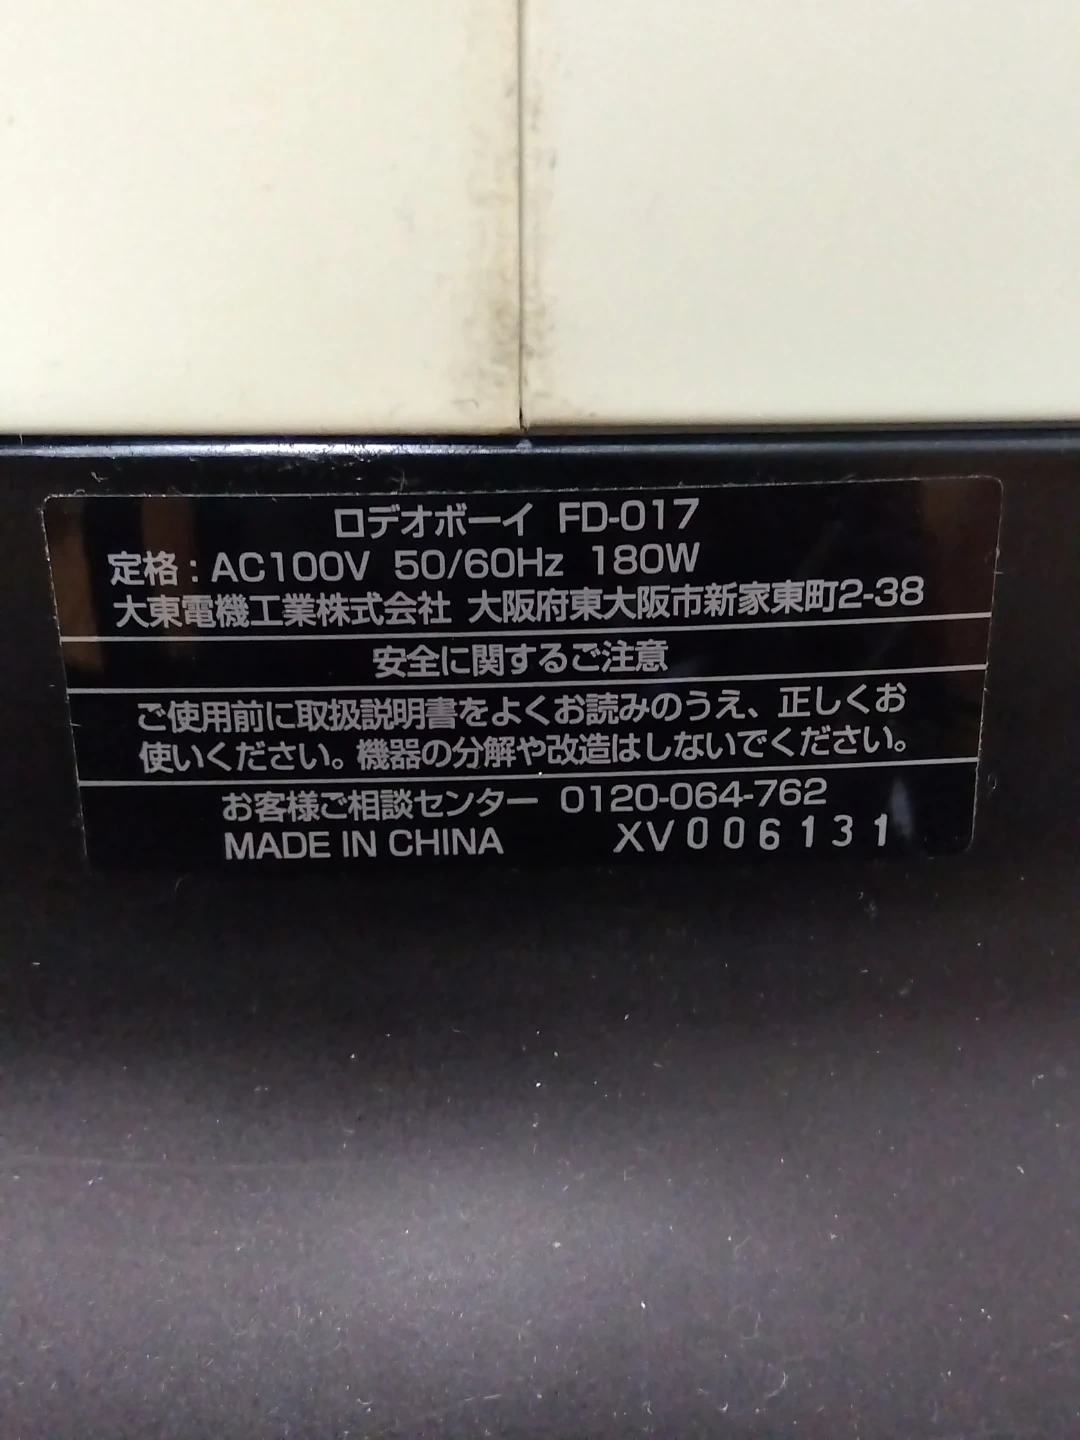 ロデオボーイ FD-017
定格：AC100V 50/60Hz 180W
大東電機工業株式会社 大阪府東大阪市新家東町2-38
安全に関するご注意
ご使用前に取扱説明書をよくお読みのうえ、正しくお
使いください。機器の分解や改造はしないでください。
お客様ご相談センター 0120-064-762
MADE IN CHINA XV006131